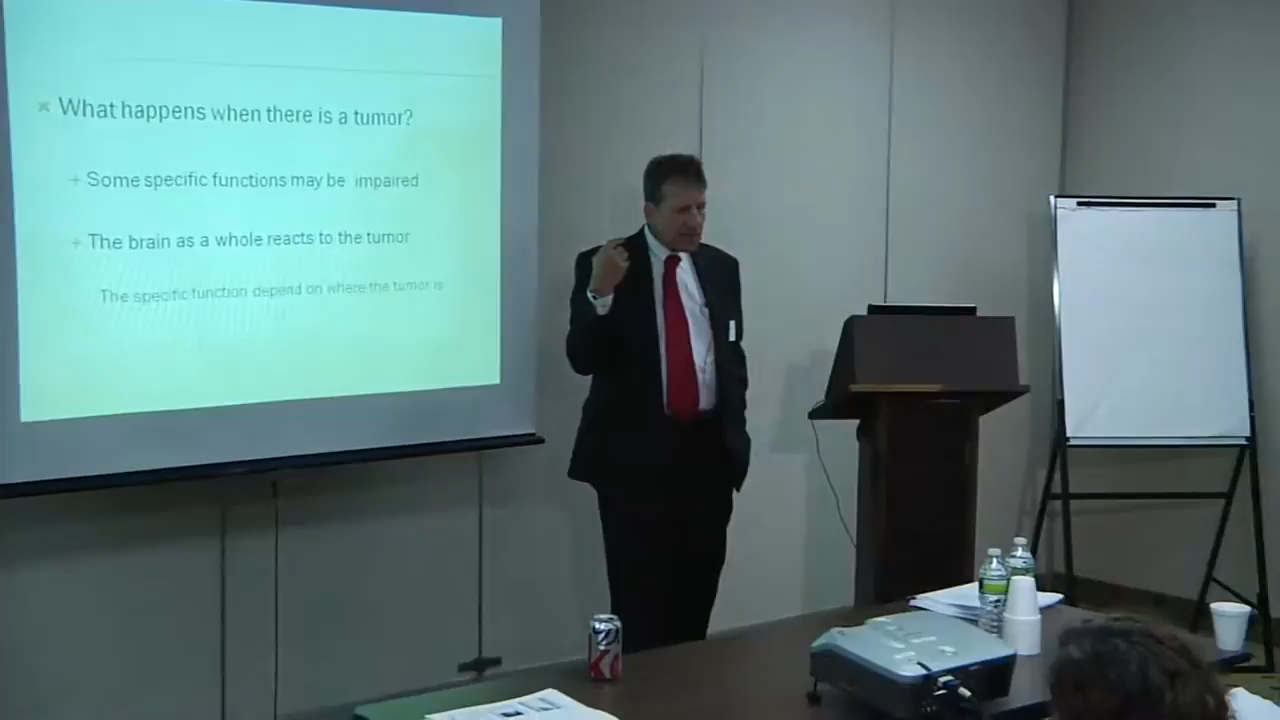 What happens when there is a tumor?
+ Some specific functions may be impaired
+ The brain as a whole reacts to the tumor
The specific function depend on where the tumor is